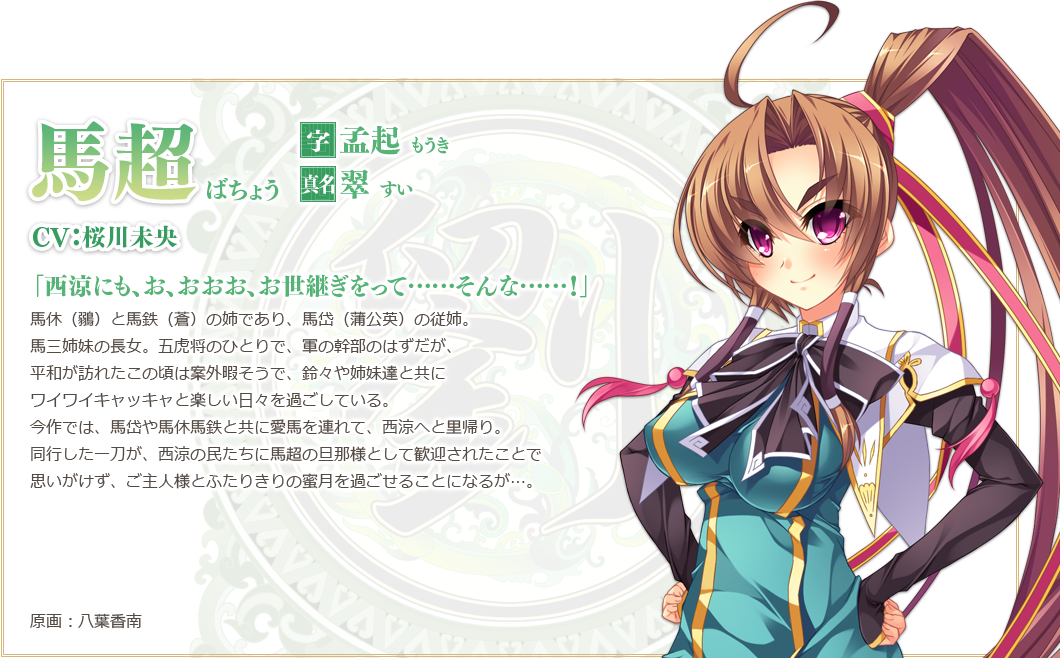 馬超 ばちょう
字 孟起 もうき
真名 翠 すい
CV:桜川未央
「西涼にも、お、おおお、お世継ぎをって……そんな……！」
馬休（鶸）と馬鉄（蒼）の姉であり、馬岱（蒲公英）の従姉。
馬三姉妹の長女。五虎将のひとりで、軍の幹部のはずだが、
平和が訪れたこの頃は案外暇そうで、鈴々や姉妹達と共に
ワイワイキャッキャと楽しい日々を過ごしている。
今作では、馬岱や馬休馬鉄と共に愛馬を連れて、西涼へと里帰り。
同行した一刀が、西涼の民たちに馬超の旦那様として歓迎されたことで
思いがけず、ご主人様とふたりきりの蜜月を過ごせることになるが…。
原画：八葉香南